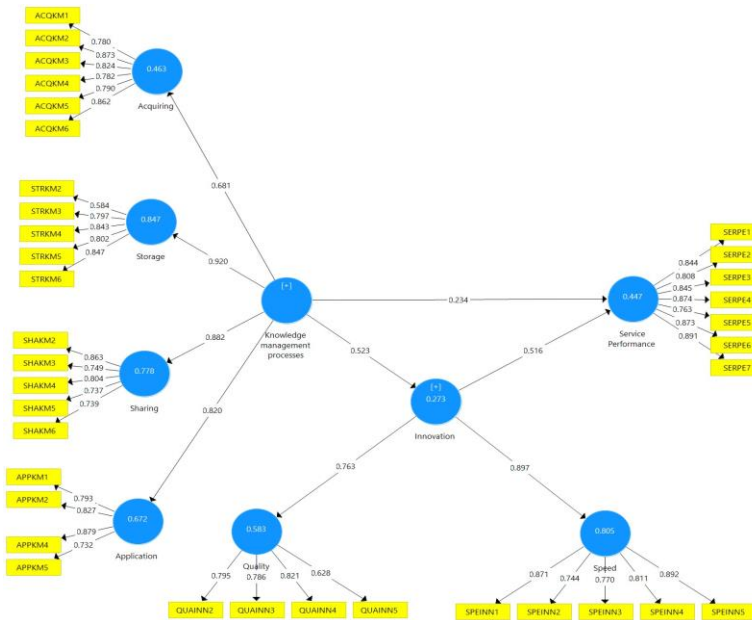 ACQKM1
ACQKM2
ACQKM3
ACQKM4
ACQKM5
ACQKM6
0.780
0.873
0.824
0.782
0.790
0.862
0.463
Acquiring
0.681
STRKM2
STRKM3
STRKM4
STRKM5
STRKM6
0.584
0.797
0.843
0.802
0.847
0.847
Storage
0.920
SHAKM2
SHAKM3
SHAKM4
SHAKM5
SHAKM6
0.863
0.749
0.804
0.737
0.739
0.778
Sharing
0.882
APPKM1
APPKM2
APPKM4
APPKM5
0.793
0.827
0.879
0.732
0.672
Application
0.820
[+]
Knowledge
management
processes
0.234
0.523
[+]
0.273
Innovation
0.516
0.447
Service
Performance
0.844
0.808
0.845
0.874
0.763
0.873
0.891
SERPE1
SERPE2
SERPE3
SERPE4
SERPE5
SERPE6
SERPE7
0.763
0.897
0.583
Quality
0.795
0.786
0.821
0.628
QUAINN2
QUAINN3
QUAINN4
QUAINN5
0.805
Speed
0.871
0.744
0.770
0.811
0.892
SPEINN1
SPEINN2
SPEINN3
SPEINN4
SPEINN5